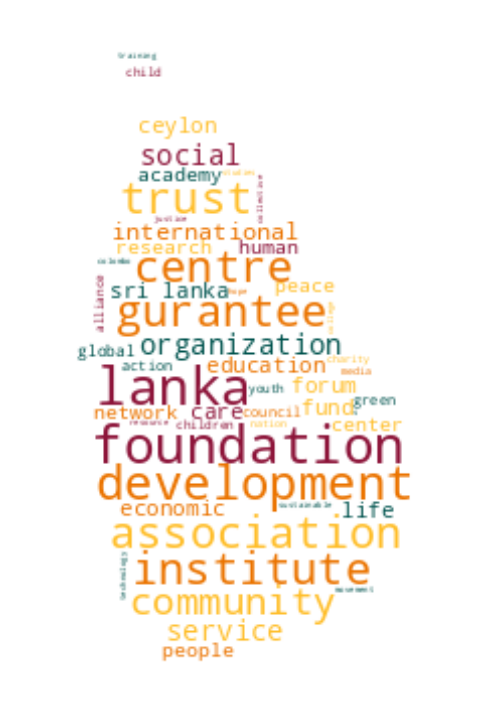 training
child
ceylon
social
academy studies
trust
collective
justice
international
research human
colombo centre
sri lanka hope peace
alliance
gurantee
village
global organization
action education charity
media
lanka youth forum
green
network care council fund
resource children nation center
foundation
development
economic sustainable life
association
technology institute
movement
community
service
people